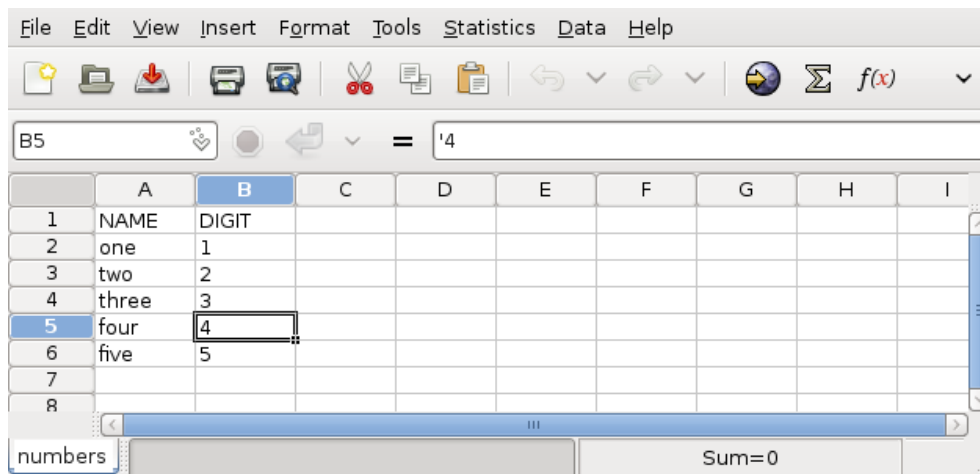 File Edit View Insert Format Tools Statistics Data Help
f(x)
B5 = '4
A B C D E F G H I
1 NAME DIGIT
2 one 1
3 two 2
4 three 3
5 four 4
6 five 5
7
8
numbers Sum=0